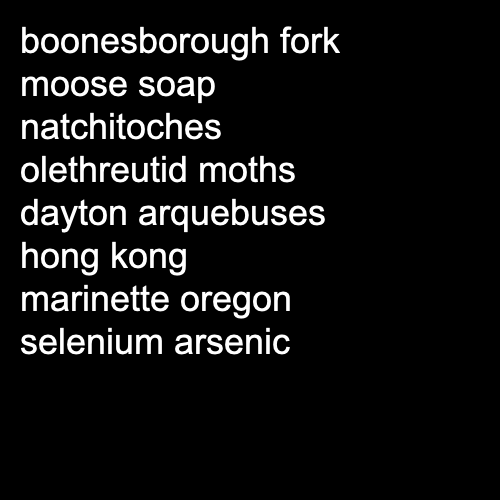 boonesborough fork
moose soap
natchitoches
olethreutid moths
dayton arquebuses
hong kong
marinette oregon
selenium arsenic